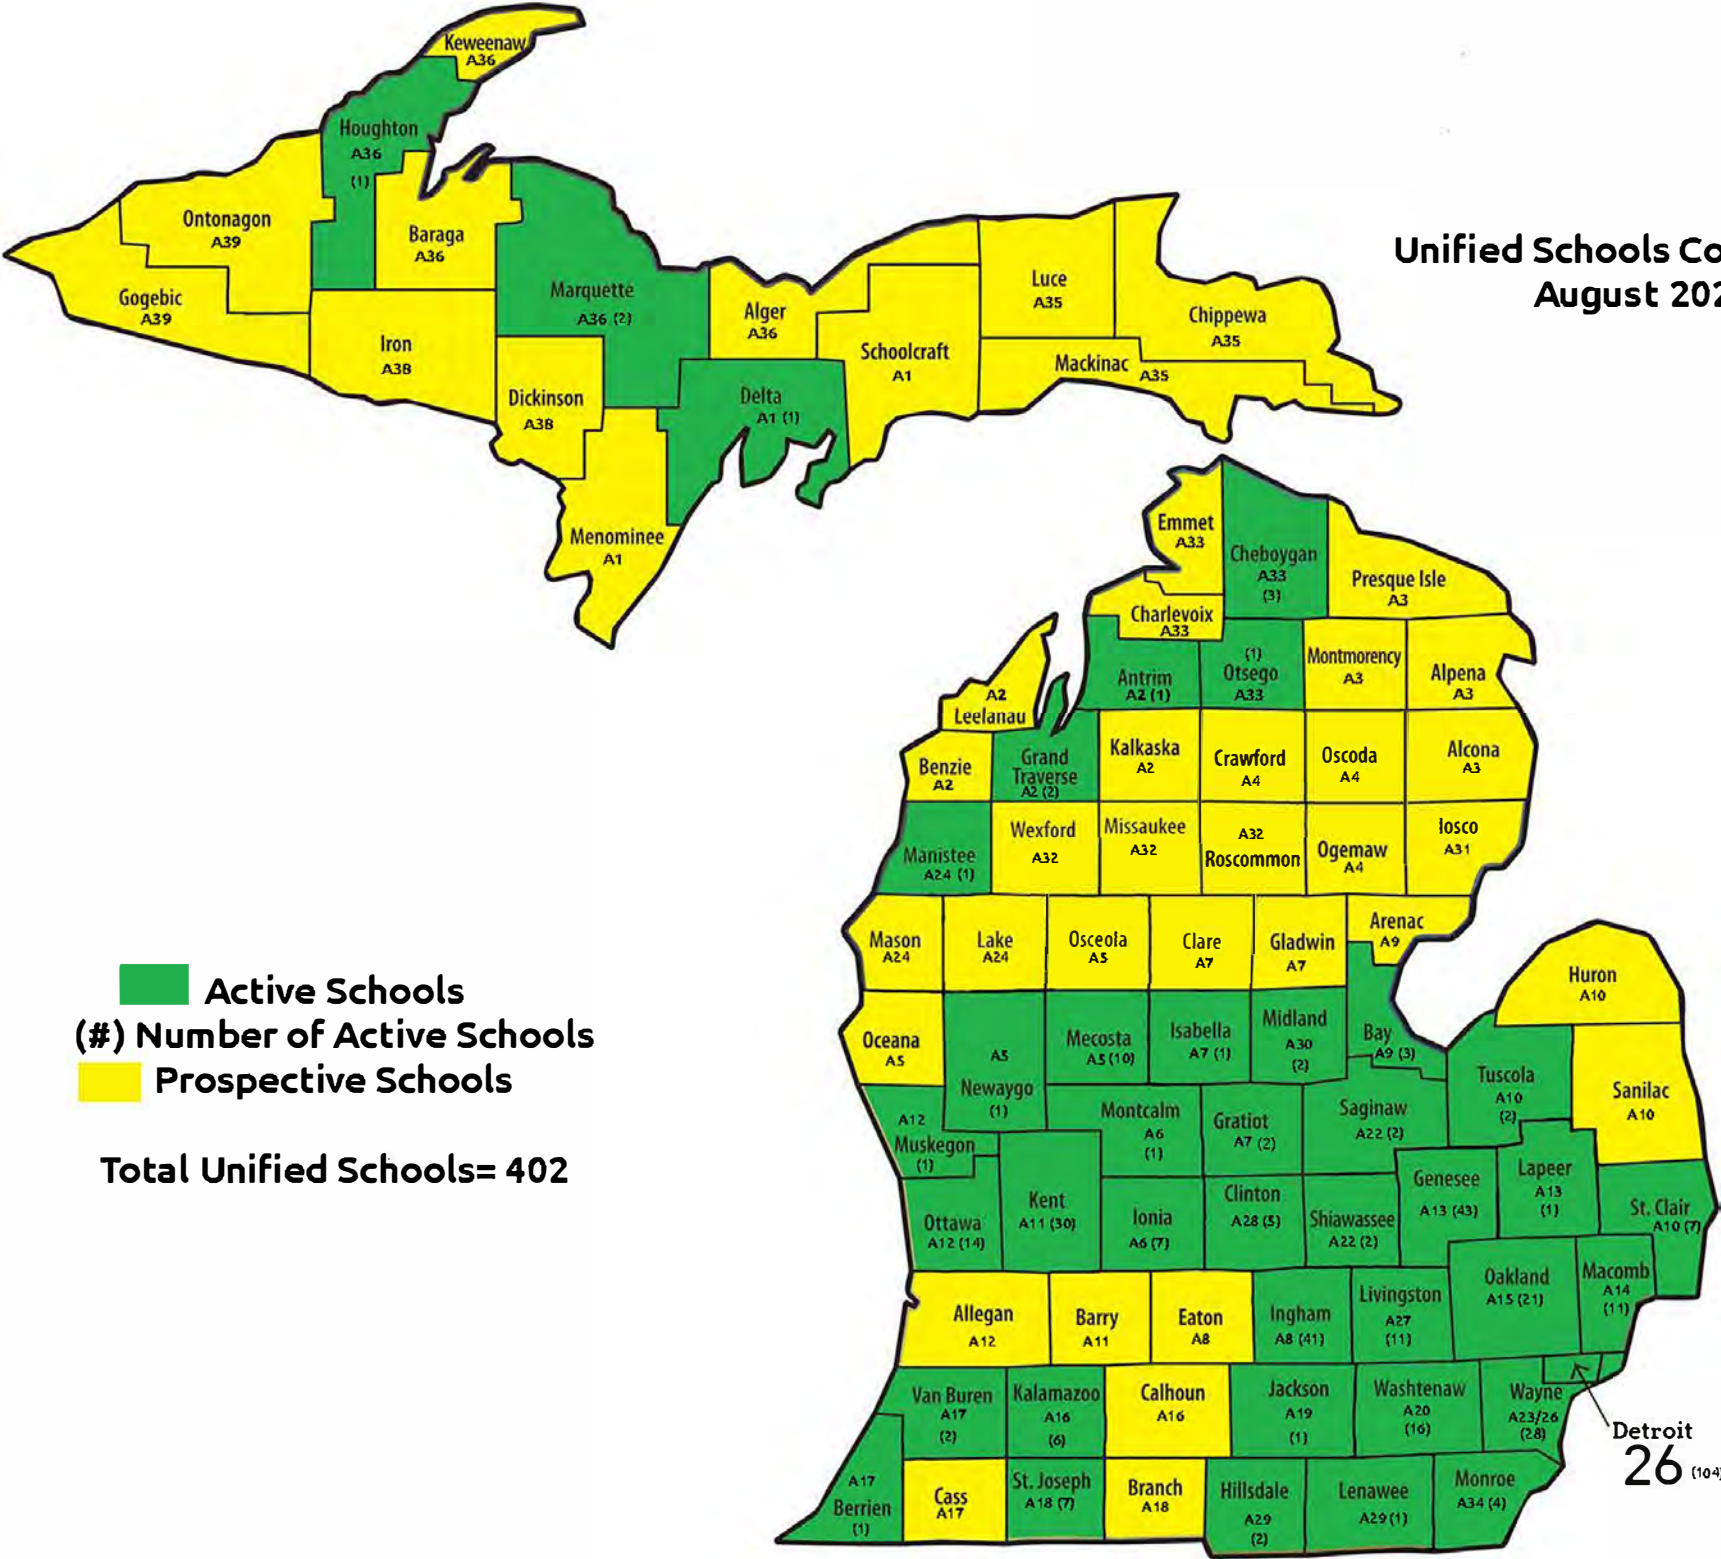 Keweenaw
A36
Houghton
A36
(1)
Ontonagon
A39
Baraga
A36
Gogebic
A39
Marquette
A36 (2)
Iron
A38
Dickinson
A38
Alger
A36
Schoolcraft
A1
Luce
A35
Chippewa
A35
Mackinac
A35
Delta
A1 (1)
Menominee
A1
Unified Schools Co
August 202
Emmet
A33
Cheboygan
A33
(3)
Presque Isle
A3
Charlevoix
A33
Antrim
A2 (1)
(1)
Otsego
A33
Montmorency
A3
Alpena
A3
A2
Leelanau
Benzie
A2
Grand
Traverse
A2 (2)
Kalkaska
A2
Crawford
A4
Oscoda
A4
Alcona
A3
Manistee
A24 (1)
Wexford
A32
Missaukee
A32
A32
Roscommon
Ogemaw
A4
Iosco
A31
Mason
A24
Lake
A24
Osceola
A5
Clare
A7
Gladwin
A7
Arenac
A9
Huron
A10
Oceana
A5
A5
Newaygo
(1)
Mecosta
A5 (10)
Isabella
A7 (1)
Midland
A30
(2)
Bay
A9 (3)
Tuscola
A10
(2)
Sanilac
A10
A12
Muskegon
(1)
Montcalm
A6
(1)
Gratiot
A7 (2)
Saginaw
A22 (2)
Ottawa
A12 (14)
Kent
A11 (30)
Ionia
A6 (7)
Clinton
A28 (5)
Shiawassee
A22 (2)
Genesee
A13 (43)
Lapeer
A13
(1)
St. Clair
A10 (7)
Allegan
A12
Barry
A11
Eaton
A8
Ingham
A8 (41)
Livingston
A27
(11)
Oakland
A15 (21)
Macomb
A14
(11)
Van Buren
A17
(2)
Kalamazoo
A16
(6)
Calhoun
A16
Jackson
A19
(1)
Washtenaw
A20
(16)
Wayne
A23/26
(28)
Detroit
26 (104)
A17
Berrien
(1)
Cass
A17
St. Joseph
A18 (7)
Branch
A18
Hillsdale
A29
(2)
Lenawee
A29 (1)
Monroe
A34 (4)
Active Schools
(#) Number of Active Schools
Prospective Schools
Total Unified Schools= 402